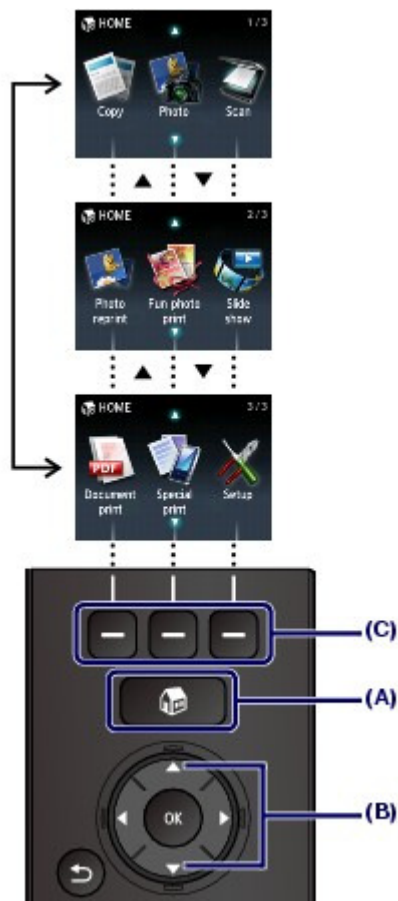 HOME 1/3
Copy Photo Scan
HOME 2/3
Photo reprint Fun photo print Slide show
HOME 3/3
PDF
Document print Special print Setup
(C)
(A)
OK
(B)